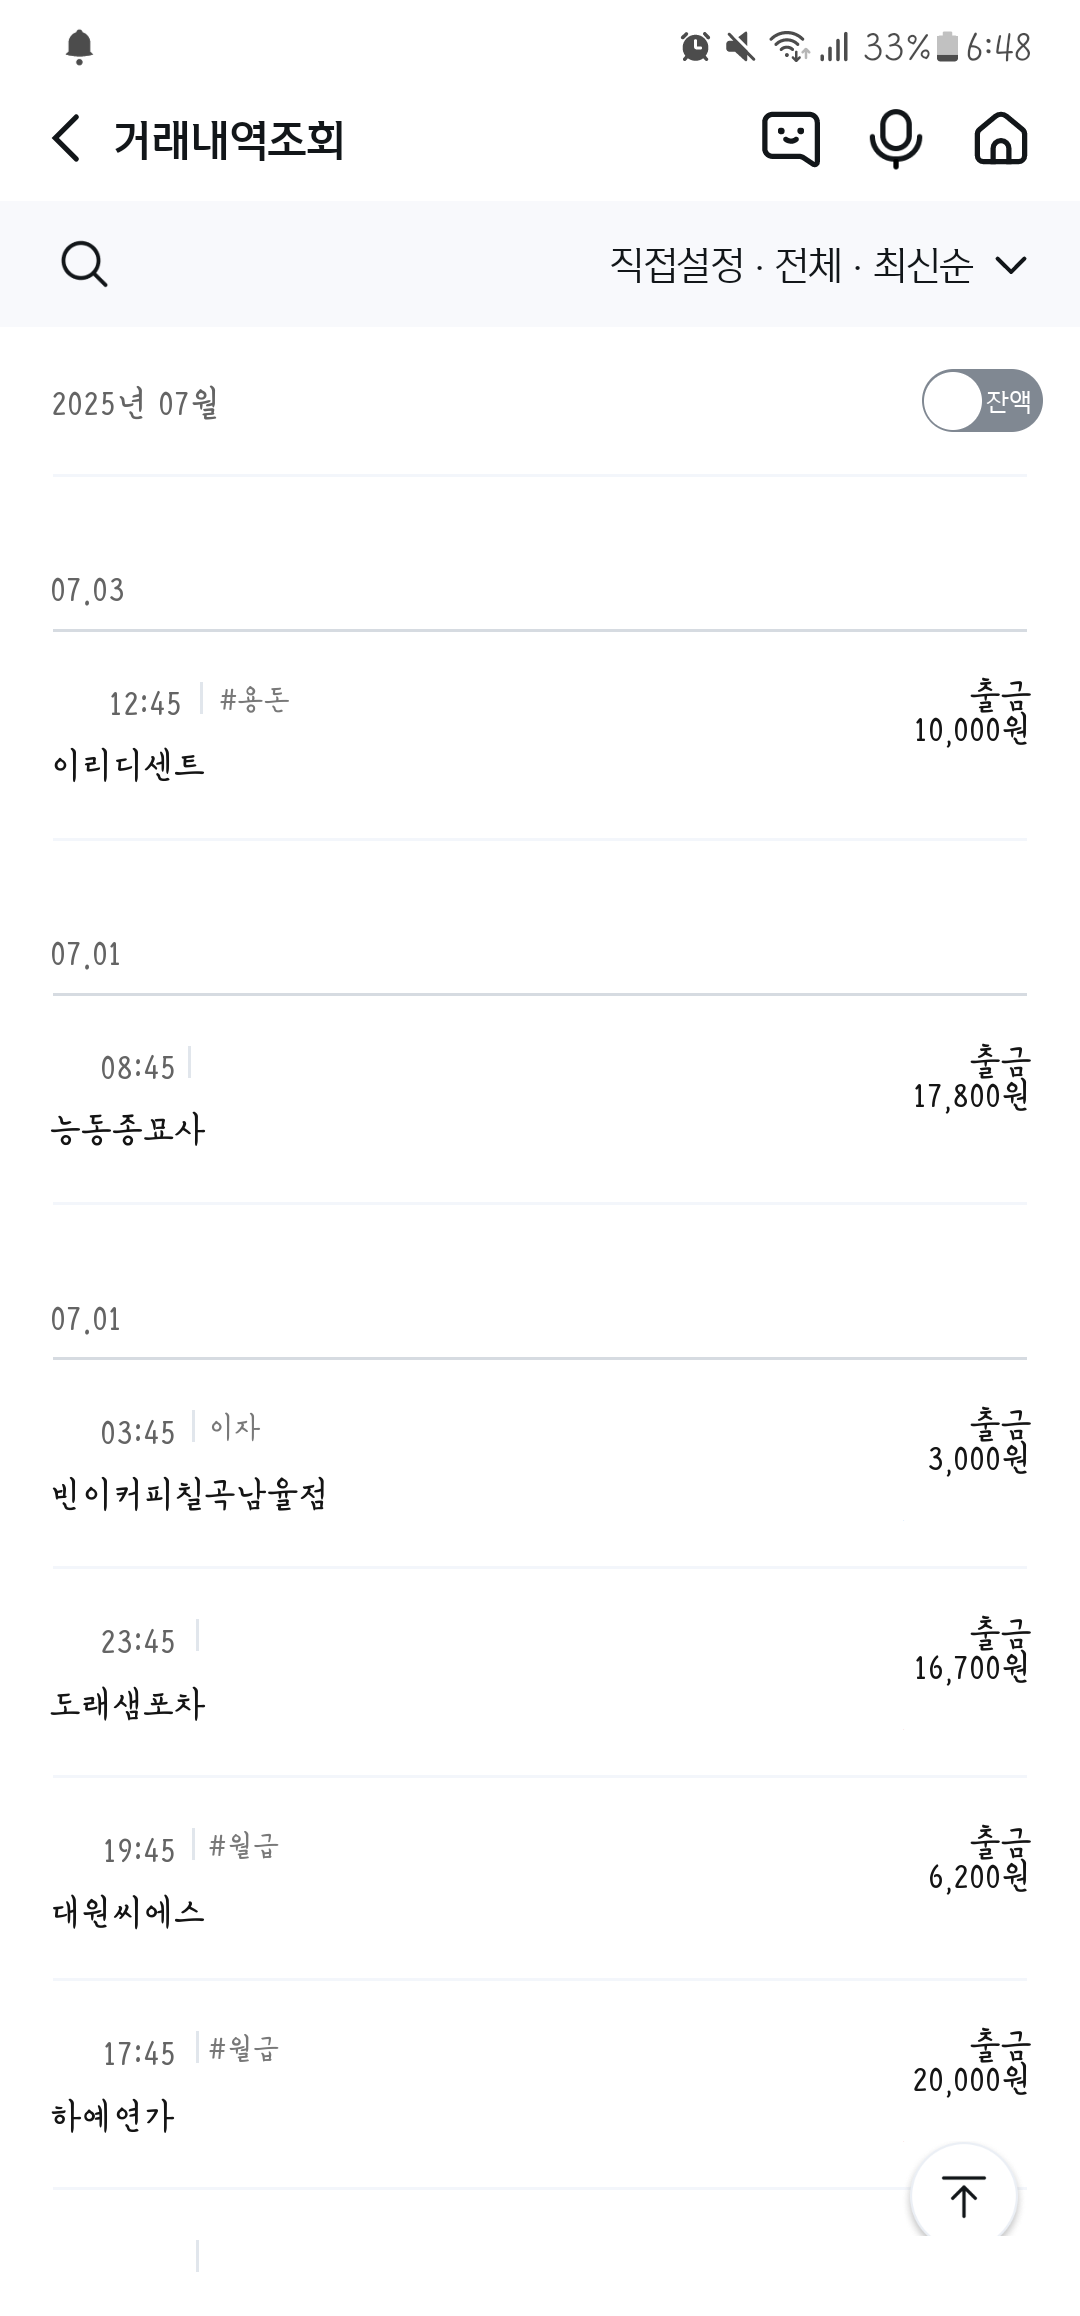 33% 6:48
거래내역조회
직접설정 · 전체 · 최신순
2025년 07월
잔액
07.03
12:45 #용돈
출금
10,000원
이리디센트
07.01
08:45
출금
17,800원
능동종묘사
07.01
03:45 이자
출금
3,000원
빈이커피칠곡남율점
23:45
출금
16,700원
도래샘포차
19:45 #월급
출금
6,200원
대원씨에스
17:45 #월급
출금
20,000원
하예연가